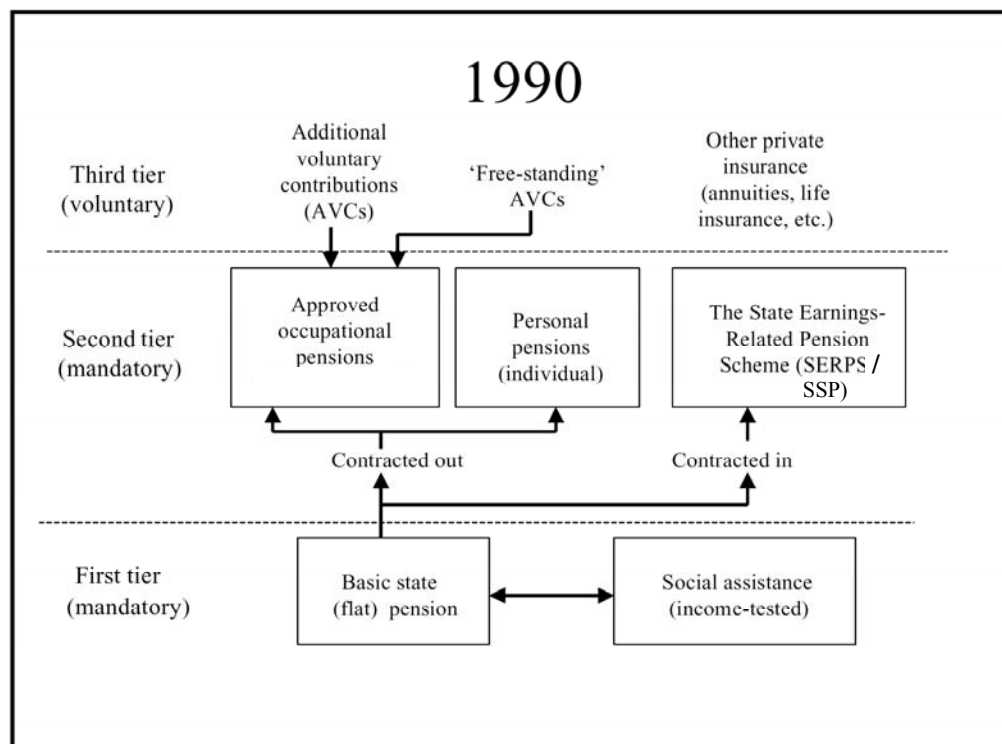 1990
Third tier
(voluntary)
Additional
voluntary
contributions
(AVCs)
‘Free-standing’
AVCs
Other private
insurance
(annuities, life
insurance, etc.)
Second tier
(mandatory)
Approved
occupational
pensions
Personal
pensions
(individual)
The State Earnings-
Related Pension
Scheme (SERPS /
SSP)
Contracted out
Contracted in
First tier
(mandatory)
Basic state
(flat) pension
Social assistance
(income-tested)